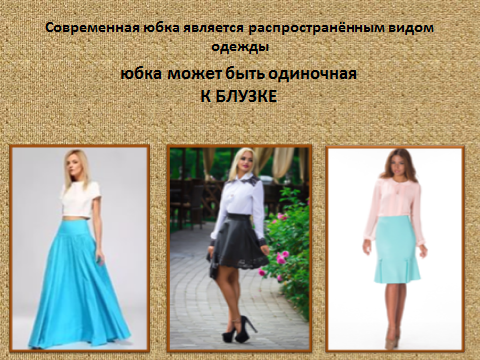 Современная юбка является распространённым видом
одежды
юбка может быть одиночная
К БЛУЗКЕ